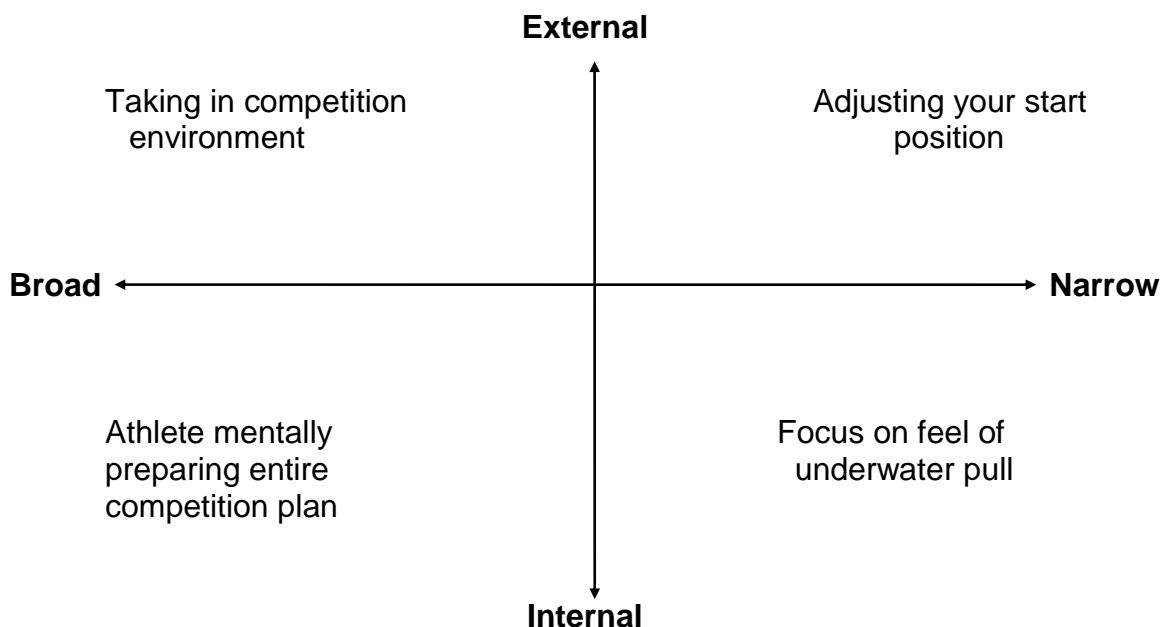 External
Taking in competition
environment
Adjusting your start
position
Broad
Narrow
Athlete mentally
preparing entire
competition plan
Focus on feel of
underwater pull
Internal